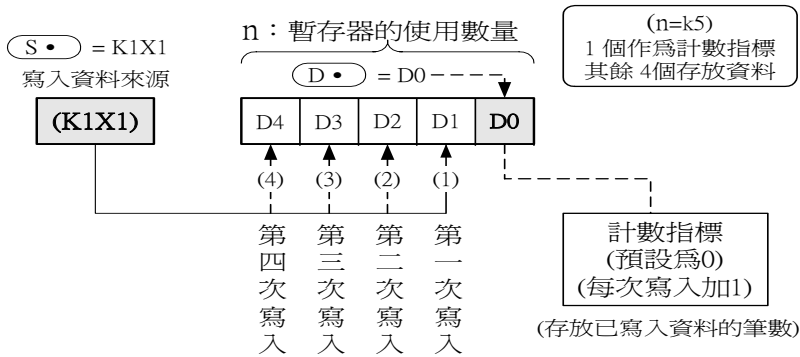 S • = K1X1
寫入資料來源
(K1X1)
n：暫存器的使用數量
D • = D0
D4 D3 D2 D1 D0
(4) (3) (2) (1)
第四次寫入
第三次寫入
第二次寫入
第一次寫入
(n=k5)
1 個作爲計數指標
其餘 4個存放資料
計數指標
(預設爲0)
(每次寫入加1)
(存放已寫入資料的筆數)